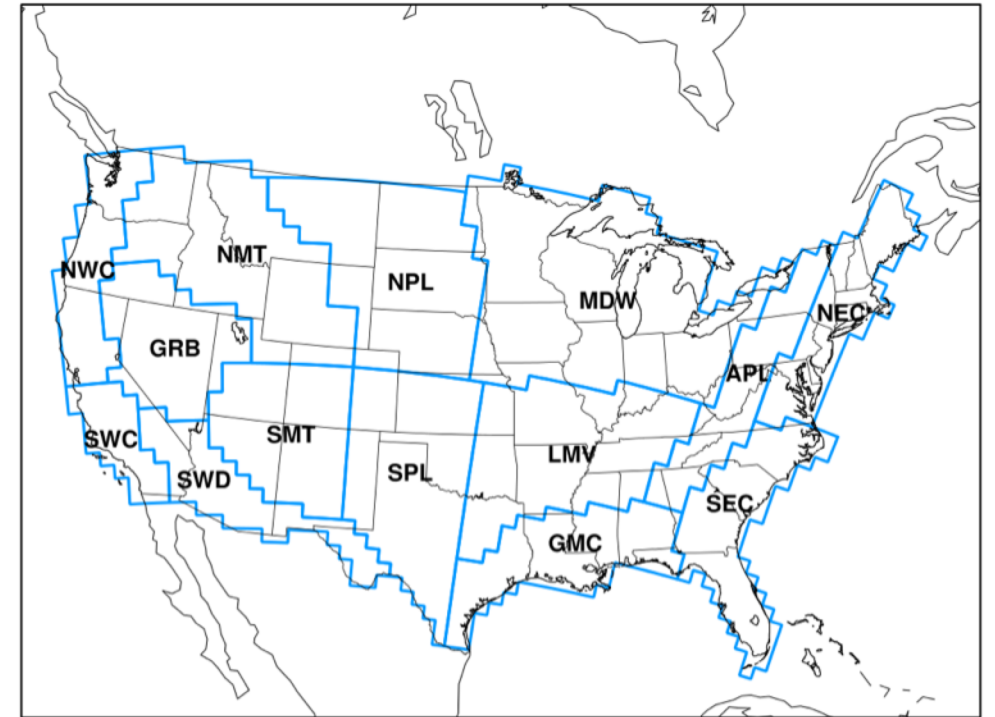 NWC
NMT
NPL
MDW
NEC
GRB
APL
SMT
SWC
SWD
SPL
LMV
SEC
GMC